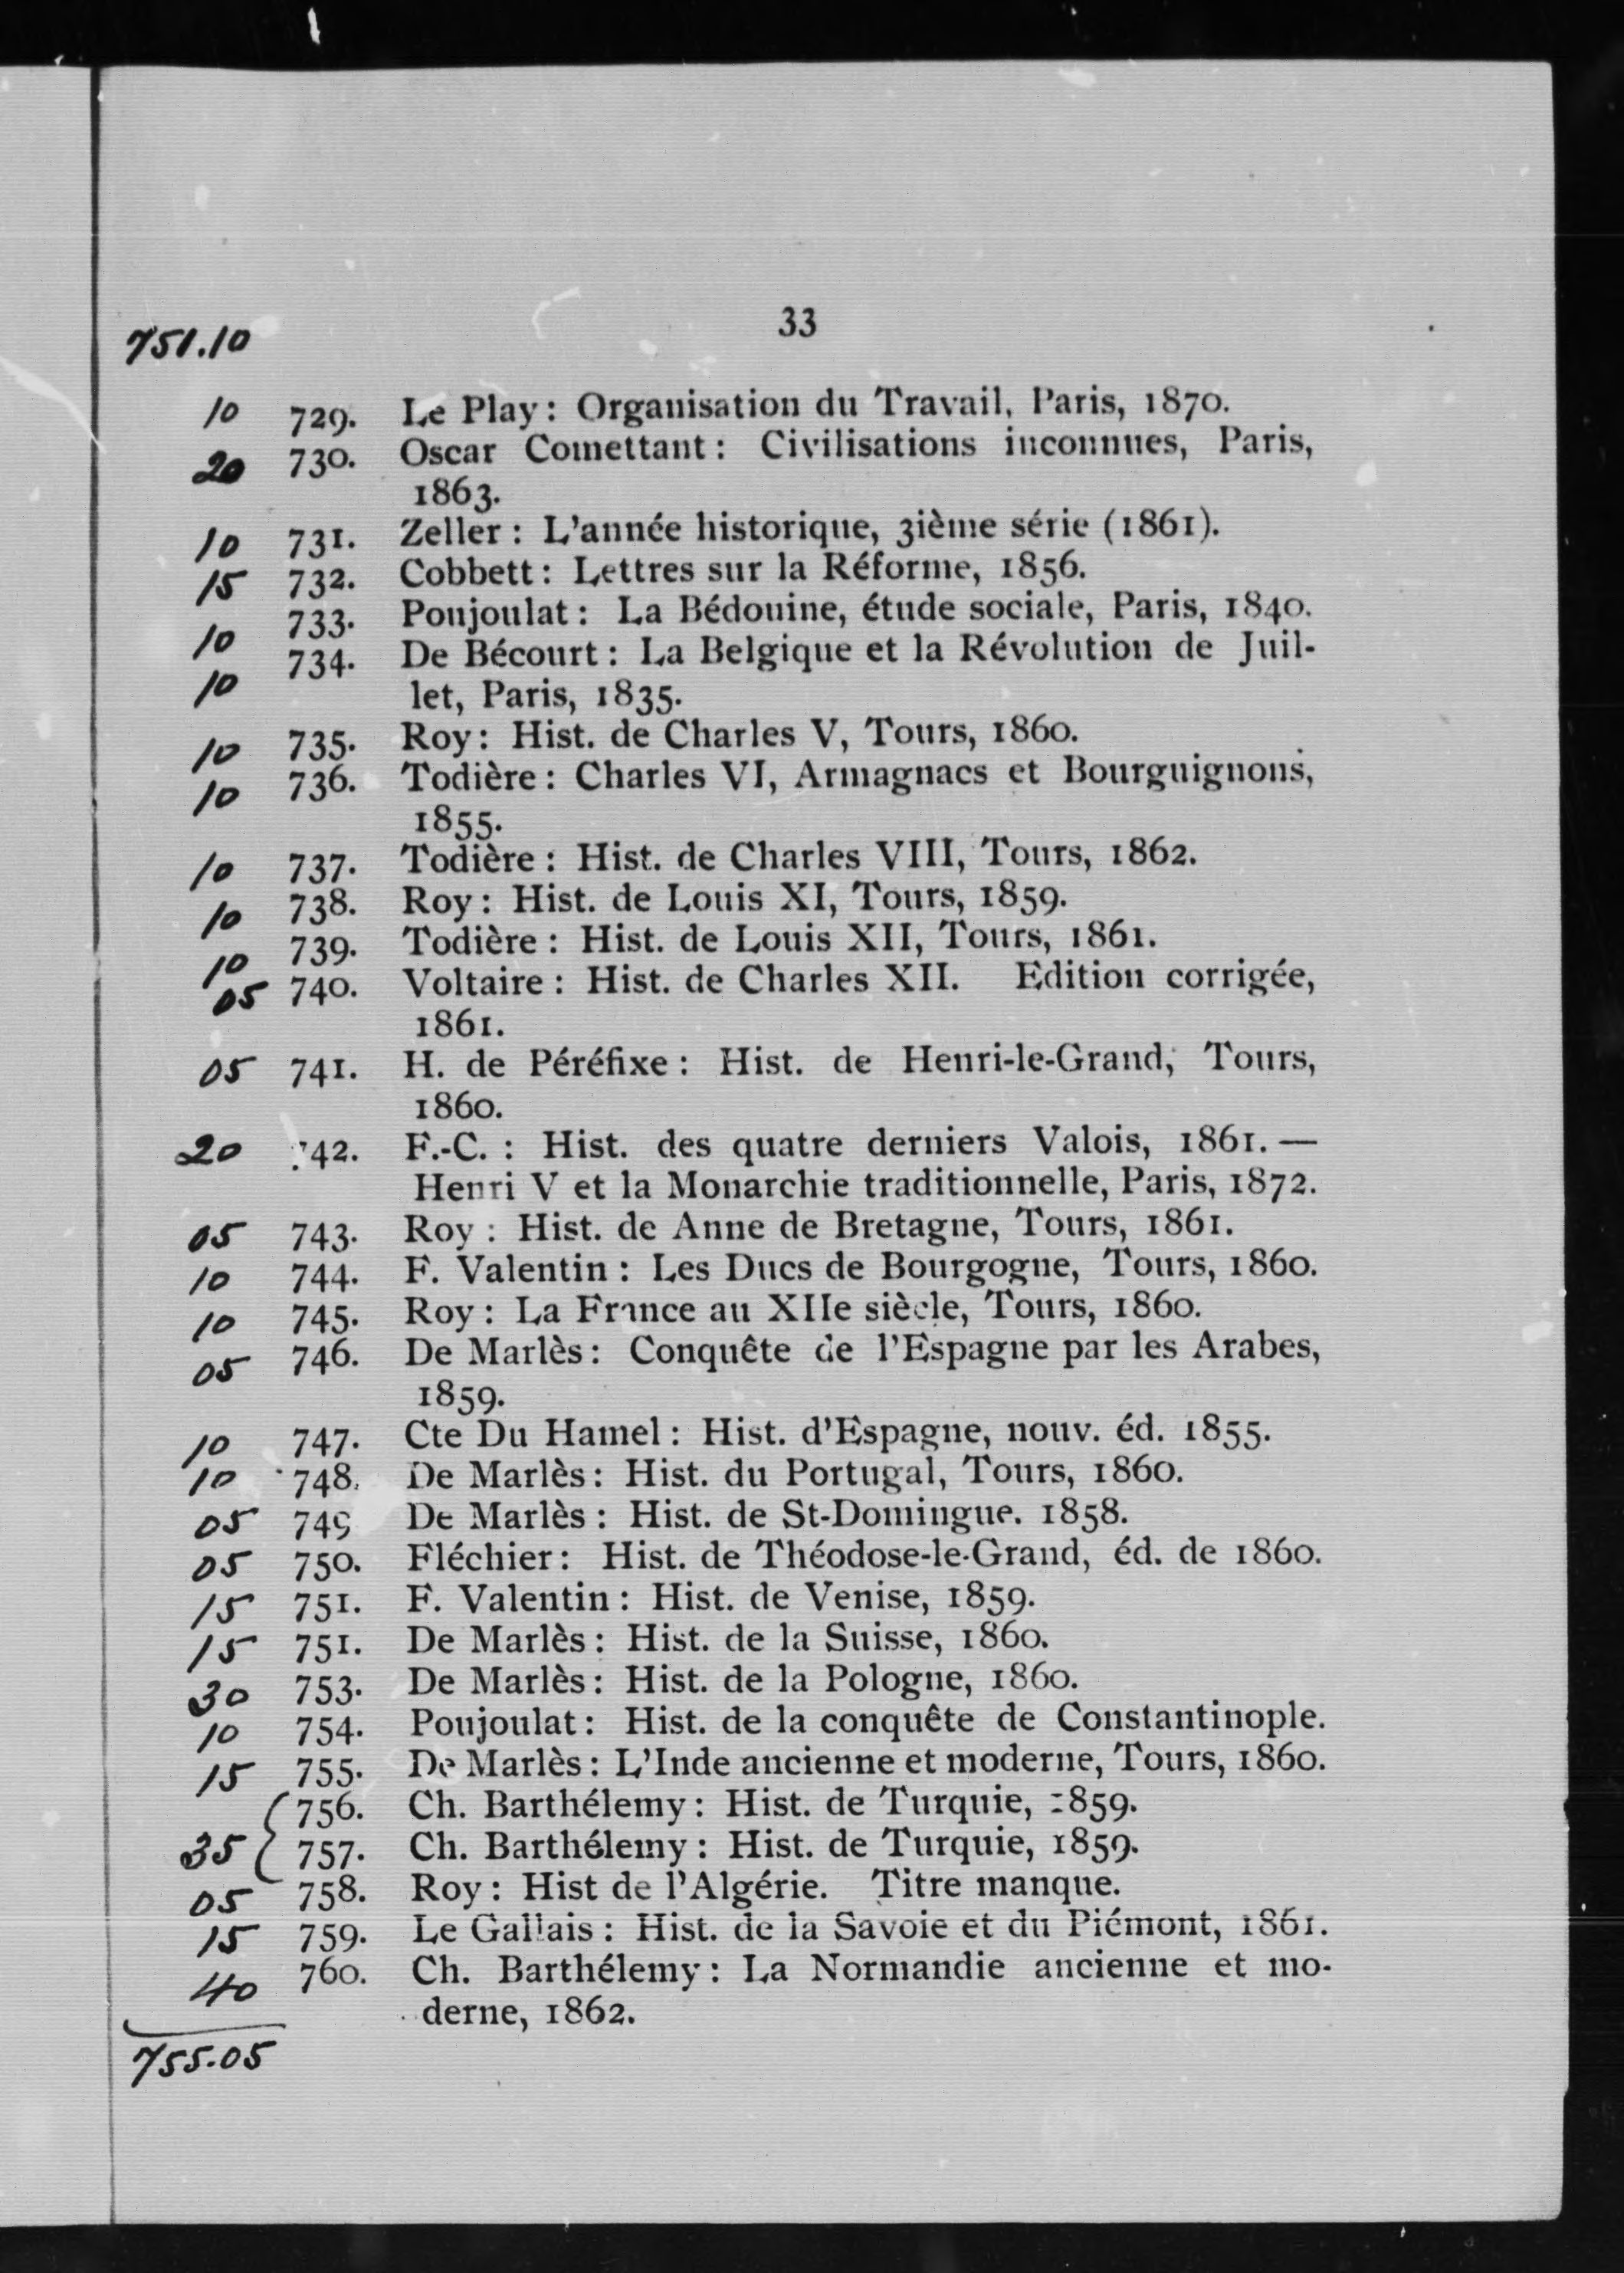 33
751.10
10 729. Le Play : Organisation du Travail, Paris, 1870.
20 730. Oscar Comettant : Civilisations inconnues, Paris,
1863.
10 731. Zeller : L'année historique, 3ième série (1861).
15 732. Cobbett : Lettres sur la Réforme, 1856.
10 733. Poujoulat : La Bédouine, étude sociale, Paris, 1840.
10 734. De Bécourt : La Belgique et la Révolution de Juil-
let, Paris, 1835.
10 735. Roy : Hist. de Charles V, Tours, 1860.
10 736. Todière : Charles VI, Armagnacs et Bourguignons,
1855.
10 737. Todière : Hist. de Charles VIII, Tours, 1862.
10 738. Roy : Hist. de Louis XI, Tours, 1859.
10 739. Todière : Hist. de Louis XII, Tours, 1861.
05 740. Voltaire : Hist. de Charles XII. Edition corrigée,
1861.
05 741. H. de Péréfixe : Hist. de Henri-le-Grand, Tours,
1860.
20 742. F.-C. : Hist. des quatre derniers Valois, 1861. —
Henri V et la Monarchie traditionnelle, Paris, 1872.
05 743. Roy : Hist. de Anne de Bretagne, Tours, 1861.
10 744. F. Valentin : Les Ducs de Bourgogne, Tours, 1860.
10 745. Roy : La France au XIIe siècle, Tours, 1860.
05 746. De Marlès : Conquête de l'Espagne par les Arabes,
1859.
10 747. Cte Du Hamel : Hist. d'Espagne, nouv. éd. 1855.
10 748. De Marlès : Hist. du Portugal, Tours, 1860.
05 749 De Marlès : Hist. de St-Domingue. 1858.
05 750. Fléchier : Hist. de Théodose-le-Grand, éd. de 1860.
15 751. F. Valentin : Hist. de Venise, 1859.
15 751. De Marlès : Hist. de la Suisse, 1860.
30 753. De Marlès : Hist. de la Pologne, 1860.
10 754. Poujoulat : Hist. de la conquête de Constantinople.
15 755. De Marlès : L'Inde ancienne et moderne, Tours, 1860.
756. Ch. Barthélemy : Hist. de Turquie, 1859.
35 757. Ch. Barthélemy : Hist. de Turquie, 1859.
05 758. Roy : Hist de l'Algérie. Titre manque.
15 759. Le Gallais : Hist. de la Savoie et du Piémont, 1861.
40 760. Ch. Barthélemy : La Normandie ancienne et mo-
derne, 1862.
755.05